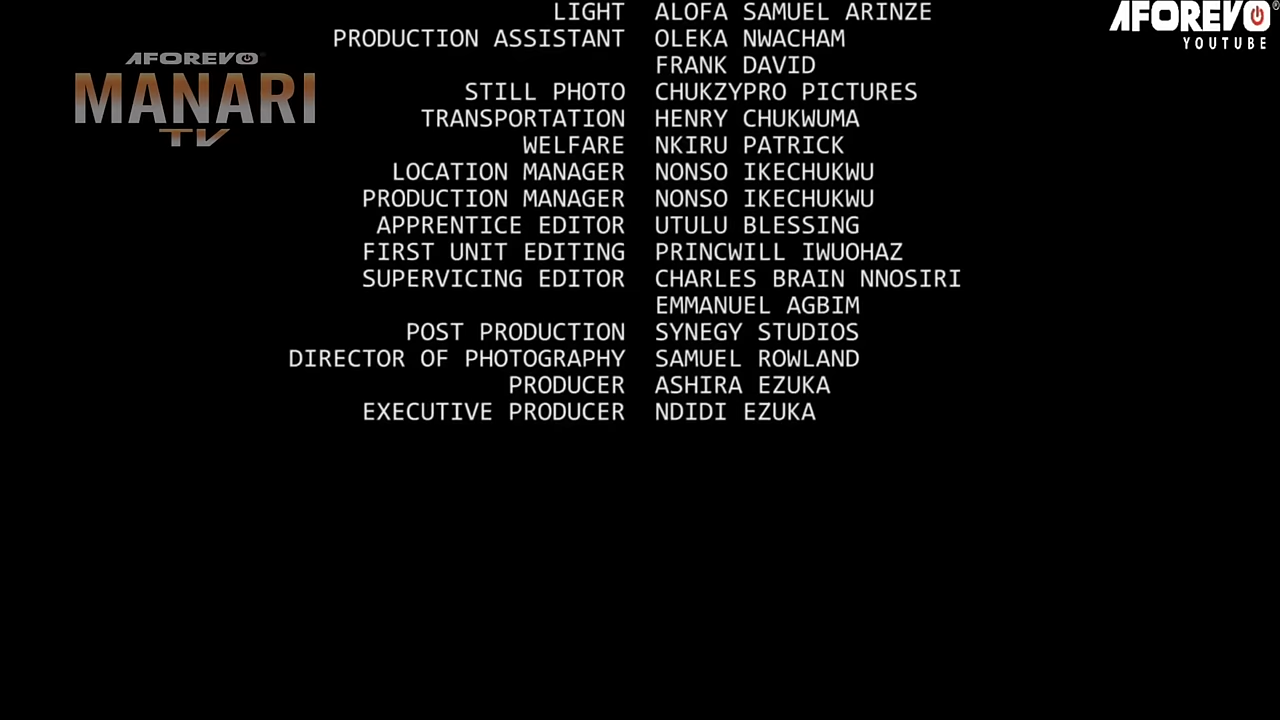 LIGHT ALOFA SAMUEL ARINZE
PRODUCTION ASSISTANT OLEKA NWACHAM
FRANK DAVID
STILL PHOTO CHUKZYPRO PICTURES
TRANSPORTATION HENRY CHUKWUMA
WELFARE NKIRU PATRICK
LOCATION MANAGER NONSO IKECHUKWU
PRODUCTION MANAGER NONSO IKECHUKWU
APPRENTICE EDITOR UTULU BLESSING
FIRST UNIT EDITING PRINCWILL IWUOHAZ
SUPERVICING EDITOR CHARLES BRAIN NNOSIRI
EMMANUEL AGBIM
POST PRODUCTION SYNEGY STUDIOS
DIRECTOR OF PHOTOGRAPHY SAMUEL ROWLAND
PRODUCER ASHIRA EZUKA
EXECUTIVE PRODUCER NDIDI EZUKA
AFOREVO
MANARI
TV
AFOREVO®
YOUTUBE